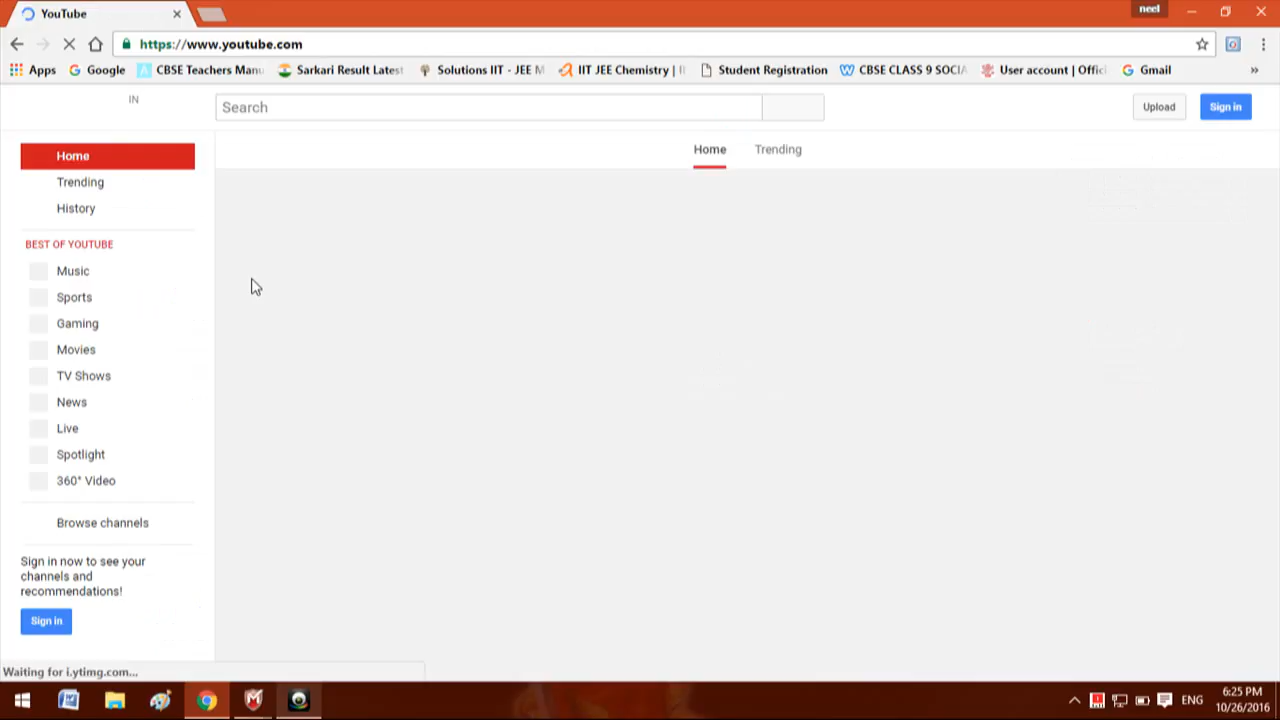 YouTube
neel
https://www.youtube.com
Apps
Google
CBSE Teachers Manu
Sarkari Result Latest
Solutions IIT - JEE M
IIT JEE Chemistry | I
Student Registration
CBSE CLASS 9 SOCIA
User account | Offici
Gmail
»
IN
Search
Upload
Sign in
Home
Trending
Home
Trending
History
BEST OF YOUTUBE
Music
Sports
Gaming
Movies
TV Shows
News
Live
Spotlight
360° Video
Browse channels
Sign in now to see your
channels and
recommendations!
Sign in
Waiting for i.ytimg.com...
ENG
6:25 PM
10/26/2016